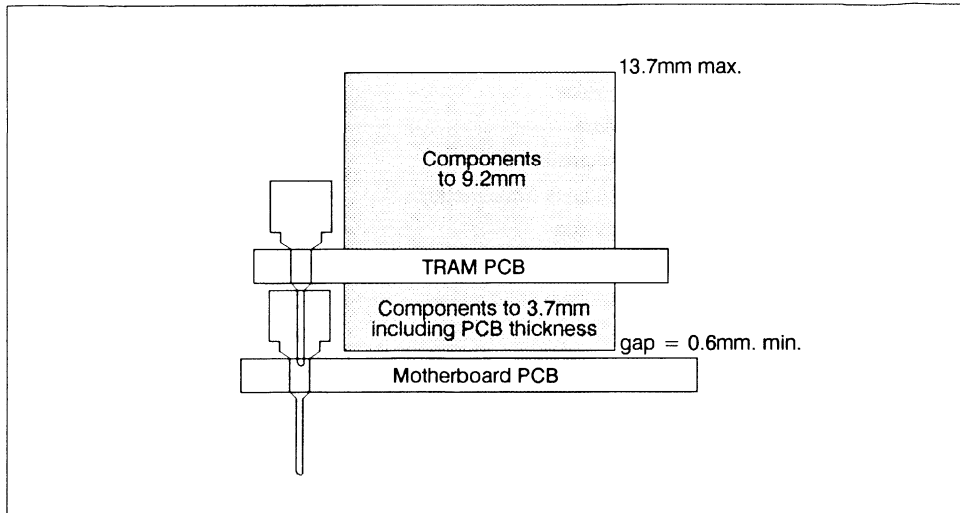 13.7mm max.
Components
to 9.2mm
TRAM PCB
Components to 3.7mm
including PCB thickness
gap = 0.6mm. min.
Motherboard PCB